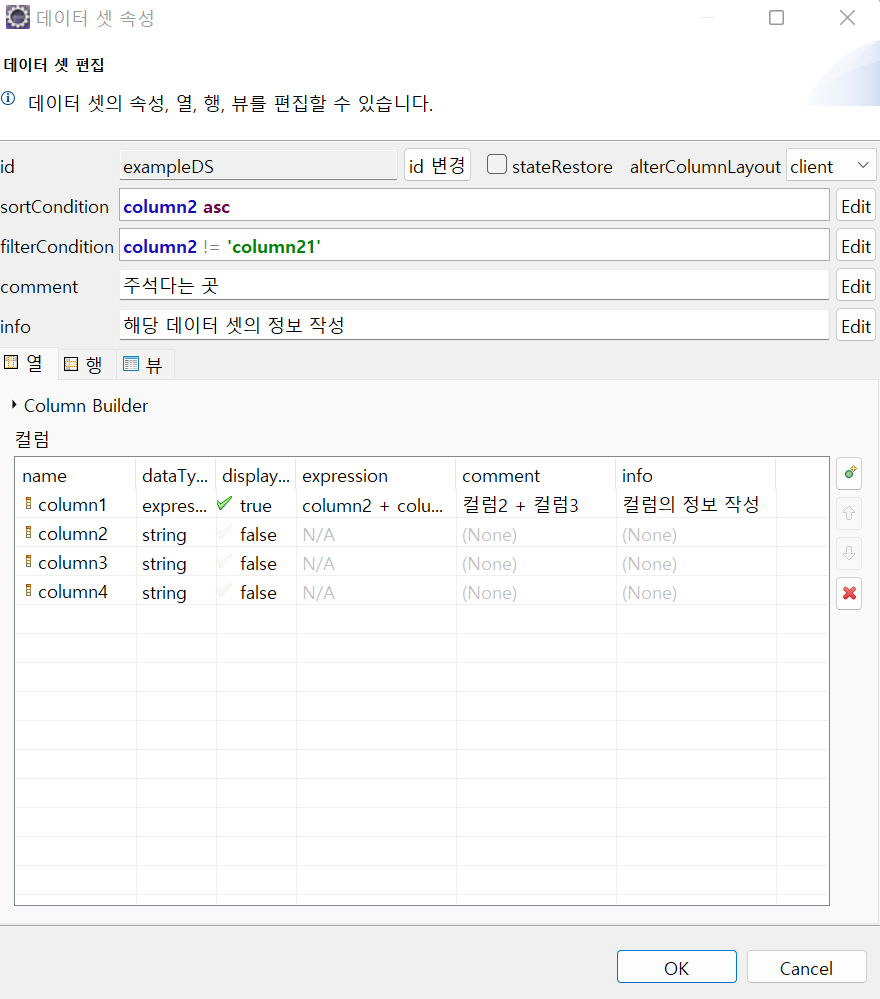 데이터 셋 속성
데이터 셋 편집
데이터 셋의 속성, 열, 행, 뷰를 편집할 수 있습니다.
id exampleDS id 변경 stateRestore alterColumnLayout client
sortCondition column2 asc Edit
filterCondition column2 != 'column21' Edit
comment 주석다는 곳 Edit
info 해당 데이터 셋의 정보 작성 Edit
열 행 뷰
Column Builder
컬럼
name dataTy... display... expression comment info
column1 expres... true column2 + colu... 컬럼2 + 컬럼3 컬럼의 정보 작성
column2 string false N/A (None) (None)
column3 string false N/A (None) (None)
column4 string false N/A (None) (None)
OK Cancel